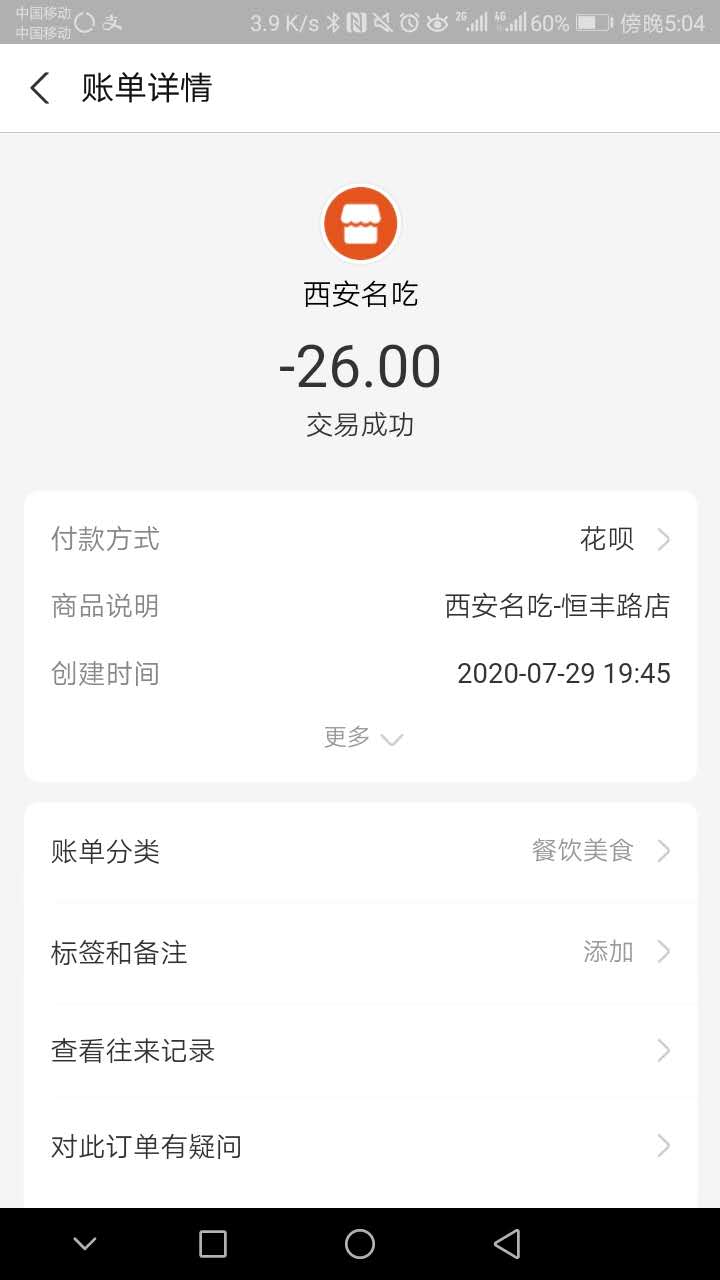 中国移动
中国移动
3.9 K/s 2G 4G 60% 傍晚5:04
账单详情
西安名吃
-26.00
交易成功
付款方式 花呗
商品说明 西安名吃-恒丰路店
创建时间 2020-07-29 19:45
更多
账单分类 餐饮美食
标签和备注 添加
查看往来记录
对此订单有疑问